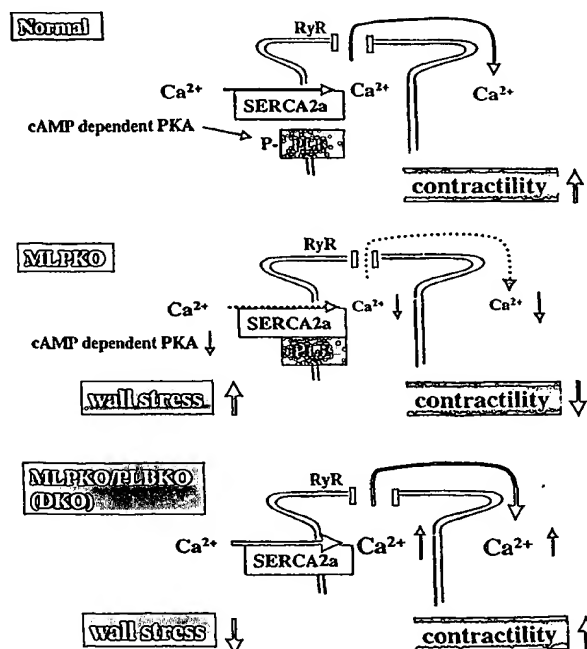 Normal
RyR
Ca²⁺ Ca²⁺ Ca²⁺
SERCA2a
cAMP dependent PKA
P-
contractility
MLPKO
RyR
Ca²⁺ Ca²⁺ Ca²⁺
SERCA2a
cAMP dependent PKA
PLB
wall stress
contractility
MLPKO/PLBKO
(DKO)
RyR
Ca²⁺ Ca²⁺ Ca²⁺
SERCA2a
wall stress
contractility